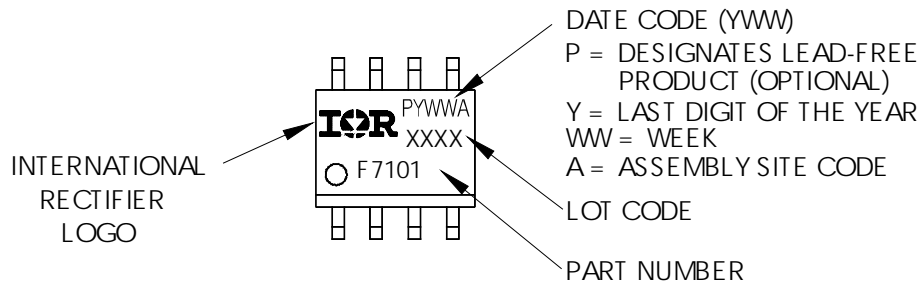 DATE CODE (YWW)
P = DESIGNATES LEAD-FREE
PRODUCT (OPTIONAL)
Y = LAST DIGIT OF THE YEAR
WW = WEEK
A = ASSEMBLY SITE CODE
LOT CODE
PART NUMBER
INTERNATIONAL
RECTIFIER
LOGO
IOR
PYWWA
XXXX
F7101